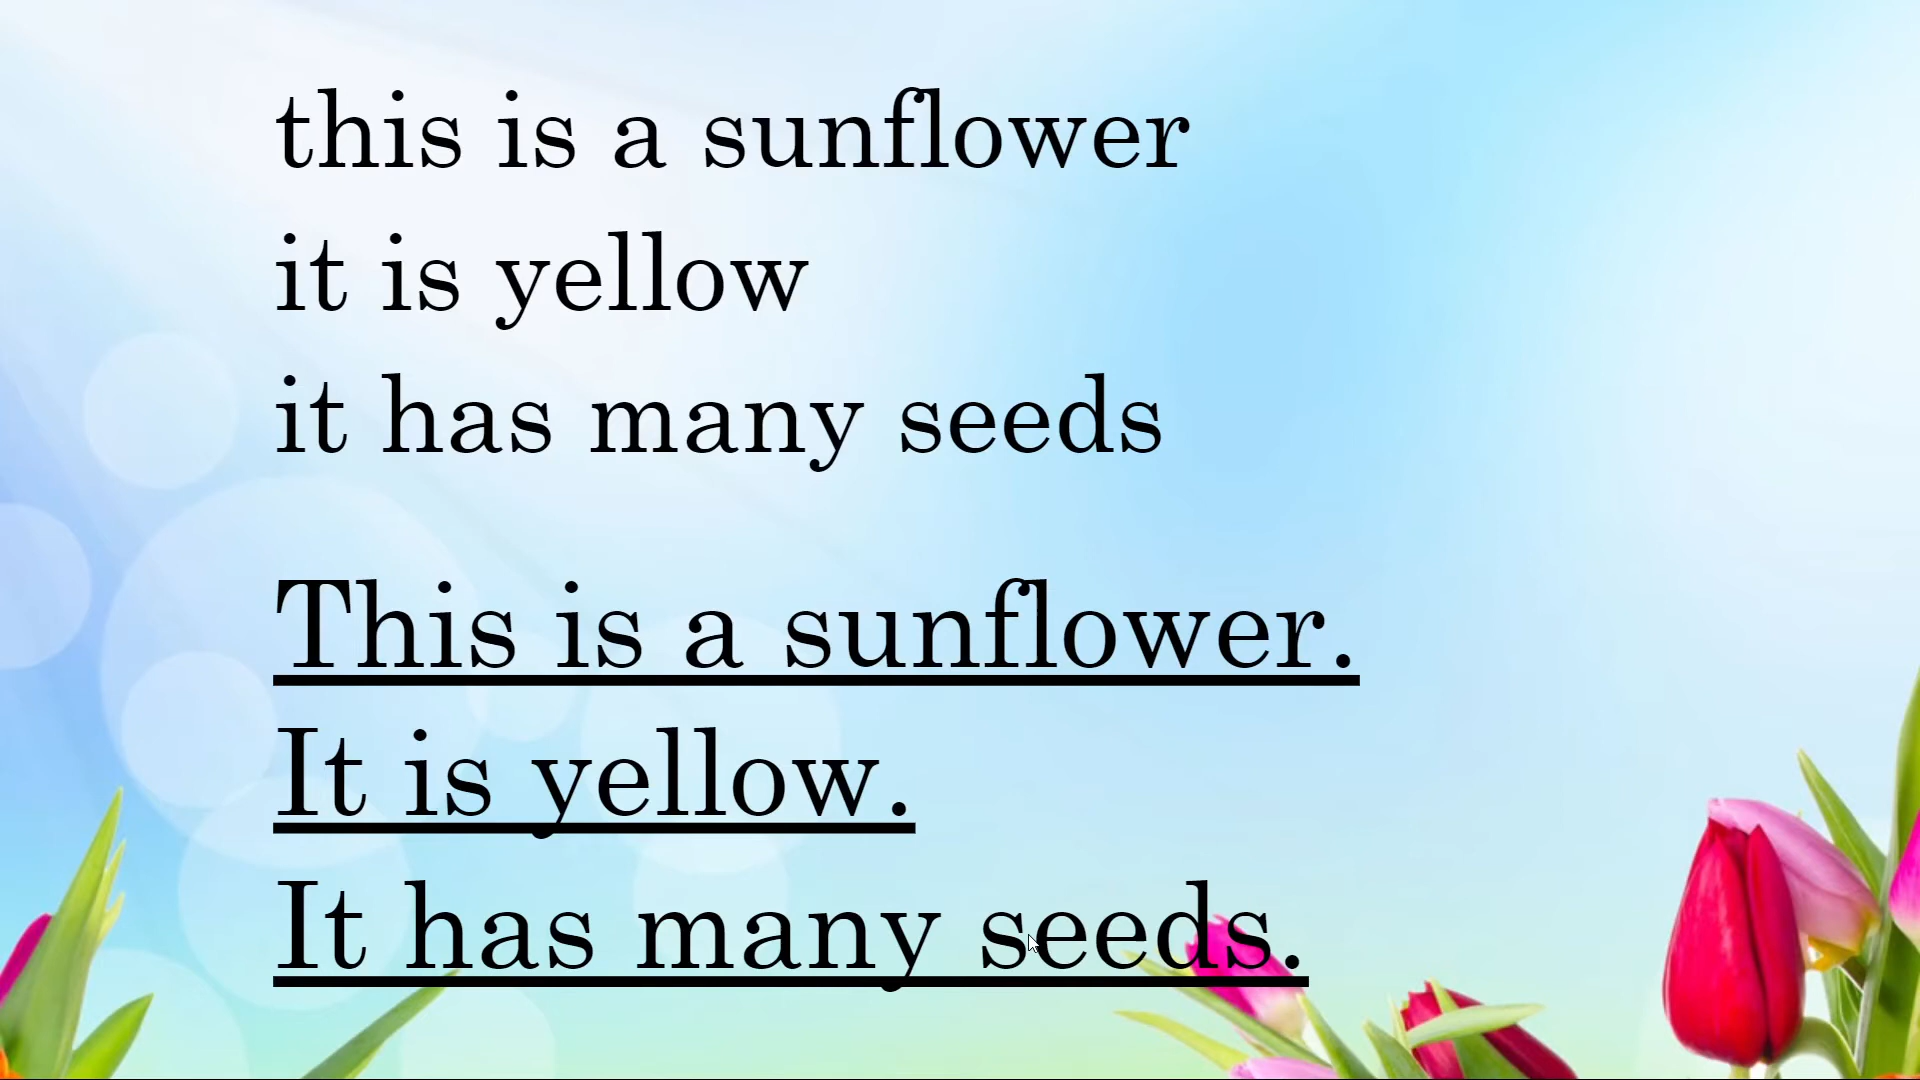 this is a sunflower
it is yellow
it has many seeds
This is a sunflower.
It is yellow.
It has many seeds.